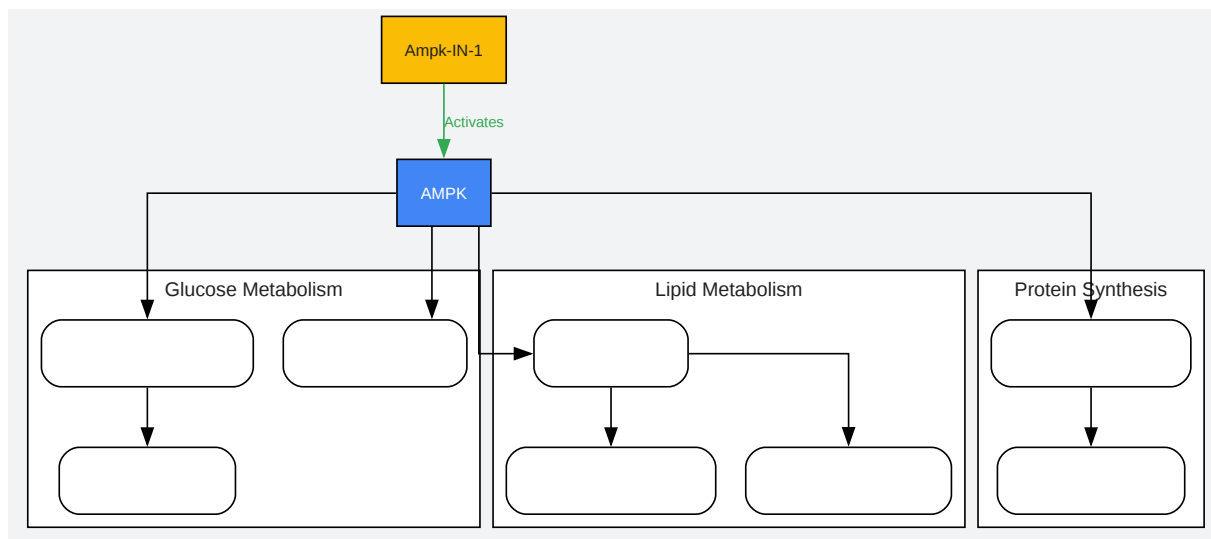 Ampk-IN-1
Activates
AMPK
Glucose Metabolism
Lipid Metabolism
Protein Synthesis